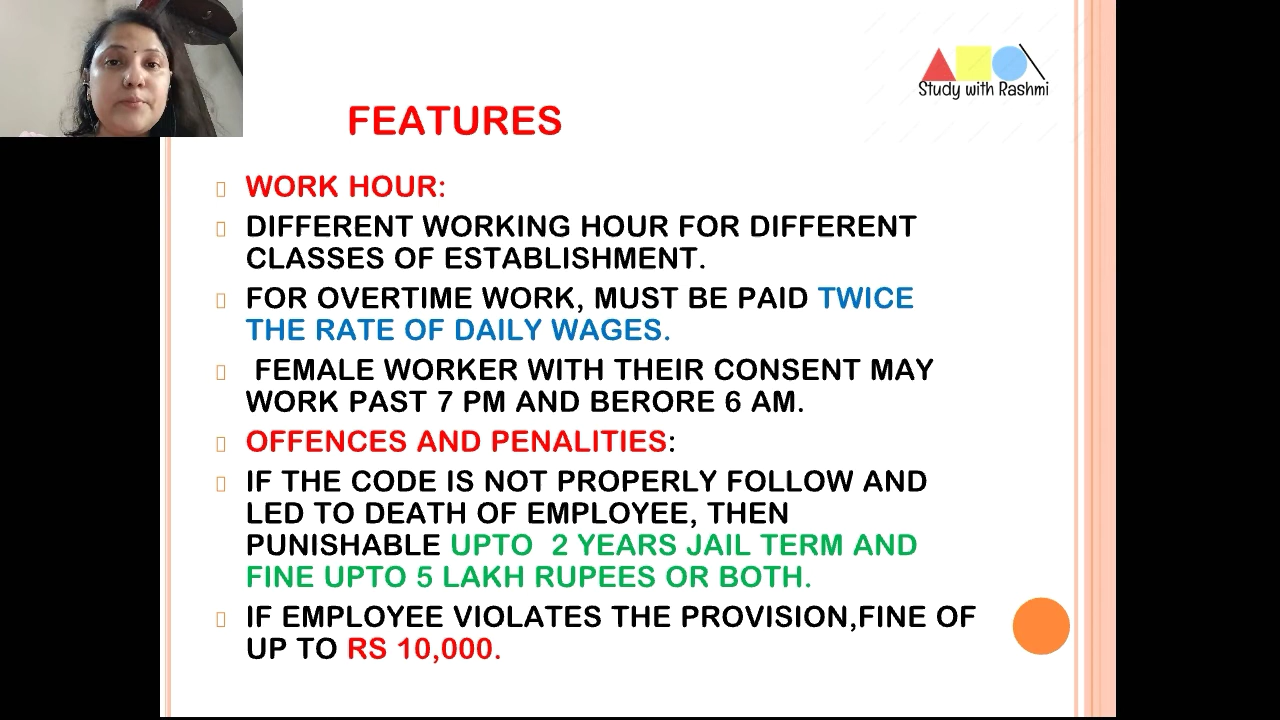 Study with Rashmi
FEATURES
WORK HOUR:
DIFFERENT WORKING HOUR FOR DIFFERENT
CLASSES OF ESTABLISHMENT.
FOR OVERTIME WORK, MUST BE PAID TWICE
THE RATE OF DAILY WAGES.
FEMALE WORKER WITH THEIR CONSENT MAY
WORK PAST 7 PM AND BERORE 6 AM.
OFFENCES AND PENALITIES:
IF THE CODE IS NOT PROPERLY FOLLOW AND
LED TO DEATH OF EMPLOYEE, THEN
PUNISHABLE UPTO 2 YEARS JAIL TERM AND
FINE UPTO 5 LAKH RUPEES OR BOTH.
IF EMPLOYEE VIOLATES THE PROVISION,FINE OF
UP TO RS 10,000.